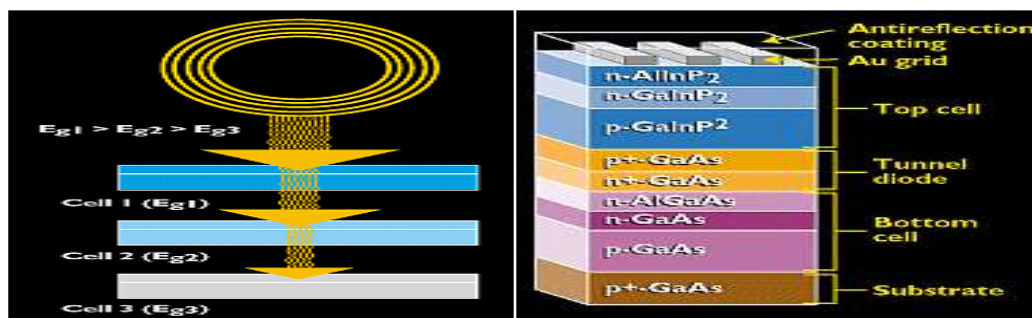 Eg1 > Eg2 > Eg3
Cell 1 (Eg1)
Cell 2 (Eg2)
Cell 3 (Eg3)
Antireflection
coating
Au grid
n-AlInP2
n-GaInP2
p-GaInP2
Top cell
p+-GaAs
n+-GaAs
Tunnel
diode
n-AlGaAs
n-GaAs
p-GaAs
Bottom
cell
p+-GaAs
Substrate